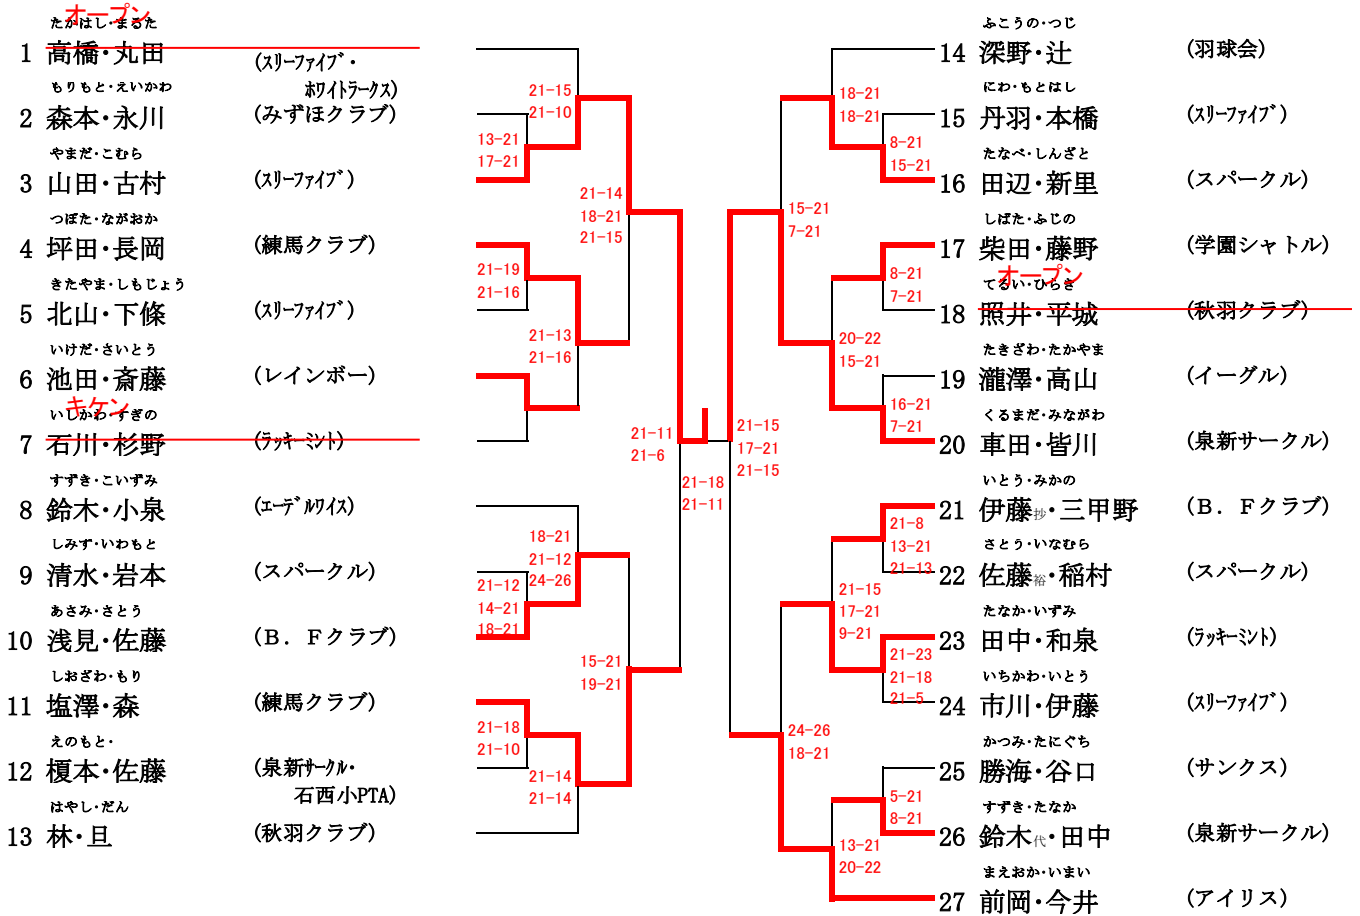 オープン
たかはし・まるた
1 高橋・丸田 (ｽﾘｰﾌｧｲﾌﾞ・
ﾎﾜｲﾄﾗｰｸｽ)
もりもと・えいかわ
2 森本・永川 (みずほクラブ)
やまだ・こむら
3 山田・古村 (ｽﾘｰﾌｧｲﾌﾞ)
つぼた・ながおか
4 坪田・長岡 (練馬クラブ)
きたやま・しもじょう
5 北山・下條 (ｽﾘｰﾌｧｲﾌﾞ)
いけだ・さいとう
6 池田・斎藤 (レインボー)
キケン
いしかわ・すぎの
7 石川・杉野 (ﾗｯｷｰﾐﾝﾄ)
すずき・こいずみ
8 鈴木・小泉 (ｴｰﾃﾞﾙﾜｲｽ)
しみず・いわもと
9 清水・岩本 (スパークル)
あさみ・さとう
10 浅見・佐藤 (Ｂ．Ｆクラブ)
しおざわ・もり
11 塩澤・森 (練馬クラブ)
えのもと・
12 榎本・佐藤 (泉新ｻｰｸﾙ・
石西小PTA)
はやし・だん
13 林・旦 (秋羽クラブ)
21-15
21-10
13-21
17-21
21-14
18-21
21-15
21-19
21-16
21-13
21-16
21-11
21-6
18-21
21-12
24-26
21-12
14-21
18-21
15-21
19-21
21-18
21-10
21-14
21-14
21-18
21-11
21-15
17-21
21-15
18-21
18-21
8-21
15-21
15-21
7-21
8-21
7-21
20-22
15-21
16-21
7-21
21-8
13-21
21-13
21-15
17-21
9-21
21-23
21-18
21-5
24-26
18-21
5-21
8-21
13-21
20-22
ふこうの・つじ
14 深野・辻 (羽球会)
にわ・もとはし
15 丹羽・本橋 (ｽﾘｰﾌｧｲﾌﾞ)
たなべ・しんざと
16 田辺・新里 (スパークル)
しばた・ふじの
17 柴田・藤野 (学園シャトル)
オープン
てるい・ひらき
18 照井・平城 (秋羽クラブ)
たきざわ・たかやま
19 瀧澤・高山 (イーグル)
くるまだ・みながわ
20 車田・皆川 (泉新サークル)
いとう・みかの
21 伊藤抄・三甲野 (Ｂ．Ｆクラブ)
さとう・いなむら
22 佐藤裕・稲村 (スパークル)
たなか・いずみ
23 田中・和泉 (ﾗｯｷｰﾐﾝﾄ)
いちかわ・いとう
24 市川・伊藤 (ｽﾘｰﾌｧｲﾌﾞ)
かつみ・たにぐち
25 勝海・谷口 (サンクス)
すずき・たなか
26 鈴木代・田中 (泉新サークル)
まえおか・いまい
27 前岡・今井 (アイリス)